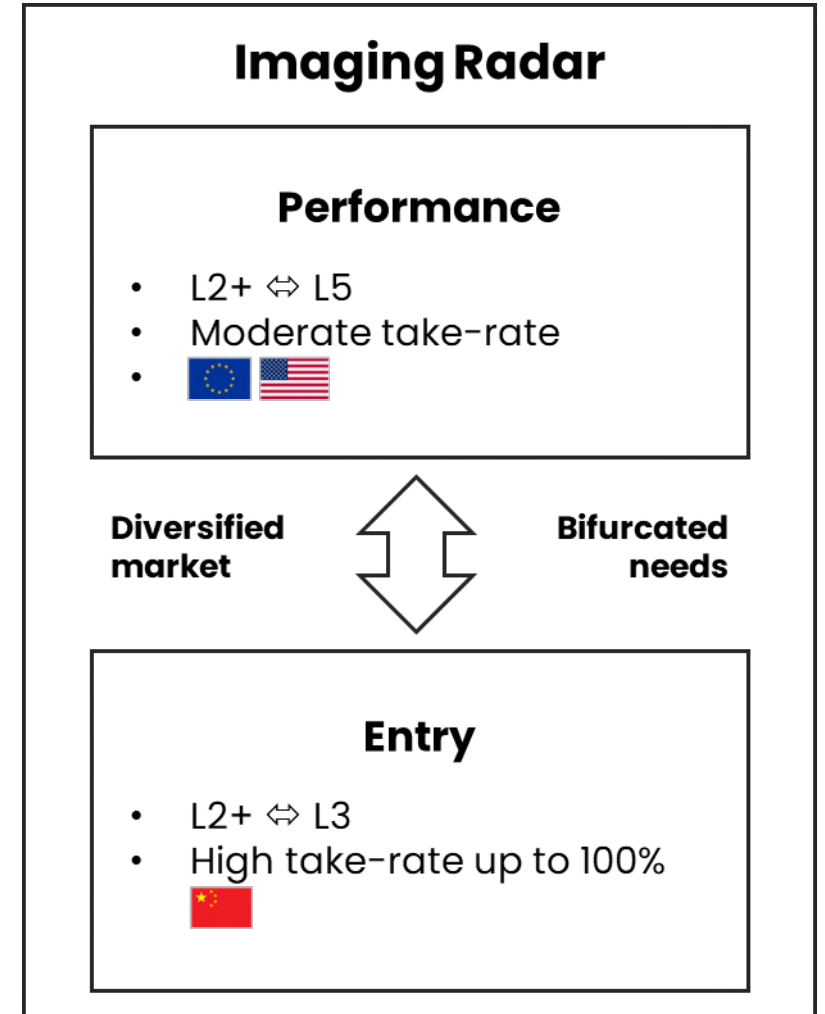 Imaging Radar
Performance
• L2+ ⬄ L5
• Moderate take-rate
•
Diversified
market
Bifurcated
needs
Entry
• L2+ ⬄ L3
• High take-rate up to 100%